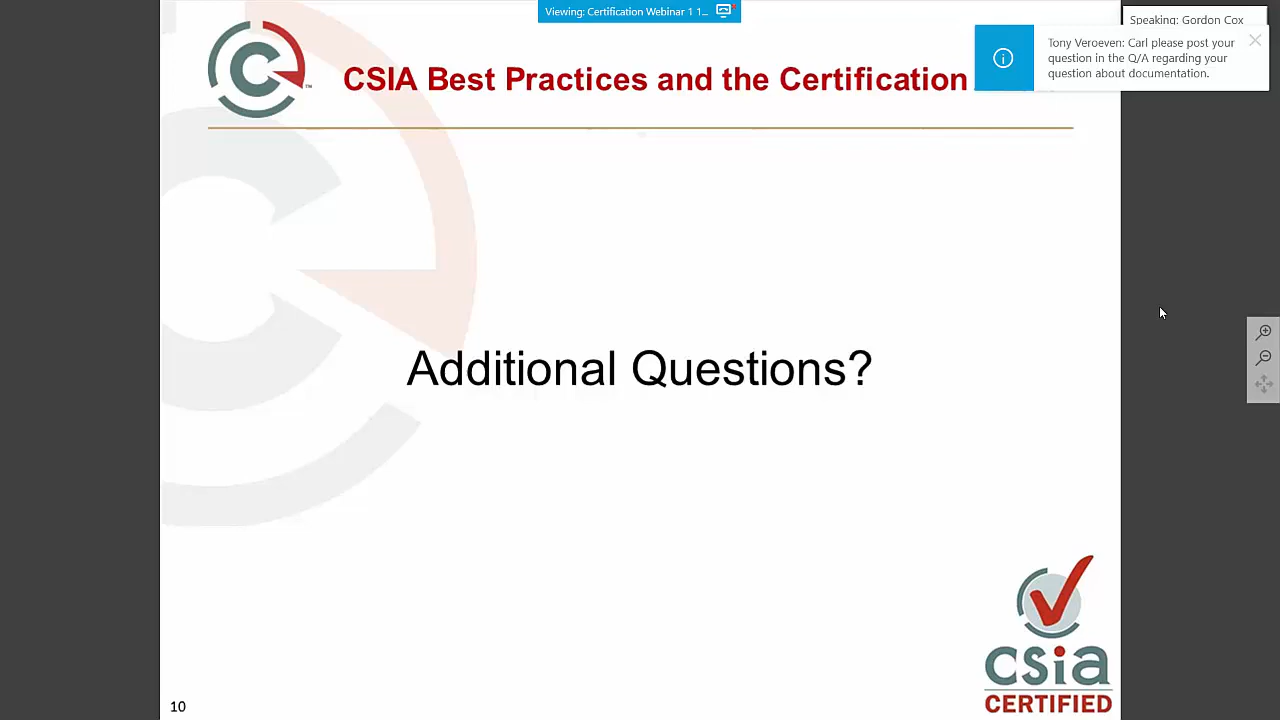 Viewing: Certification Webinar 1 1...
Speaking: Gordon Cox
Tony Veroeven: Carl please post your
question in the Q/A regarding your
question about documentation.
CSIA Best Practices and the Certification
TM
Additional Questions?
csia
CERTIFIED
10